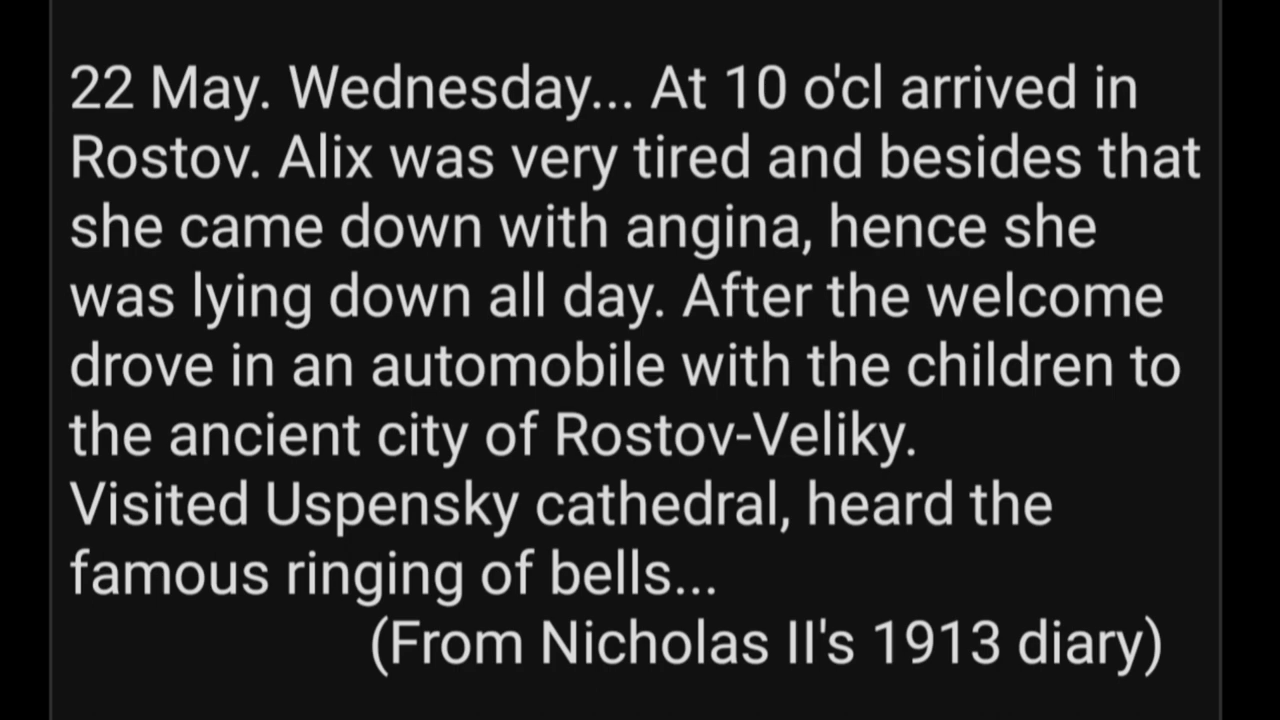 22 May. Wednesday... At 10 o'cl arrived in
Rostov. Alix was very tired and besides that
she came down with angina, hence she
was lying down all day. After the welcome
drove in an automobile with the children to
the ancient city of Rostov-Veliky.
Visited Uspensky cathedral, heard the
famous ringing of bells...
(From Nicholas II's 1913 diary)